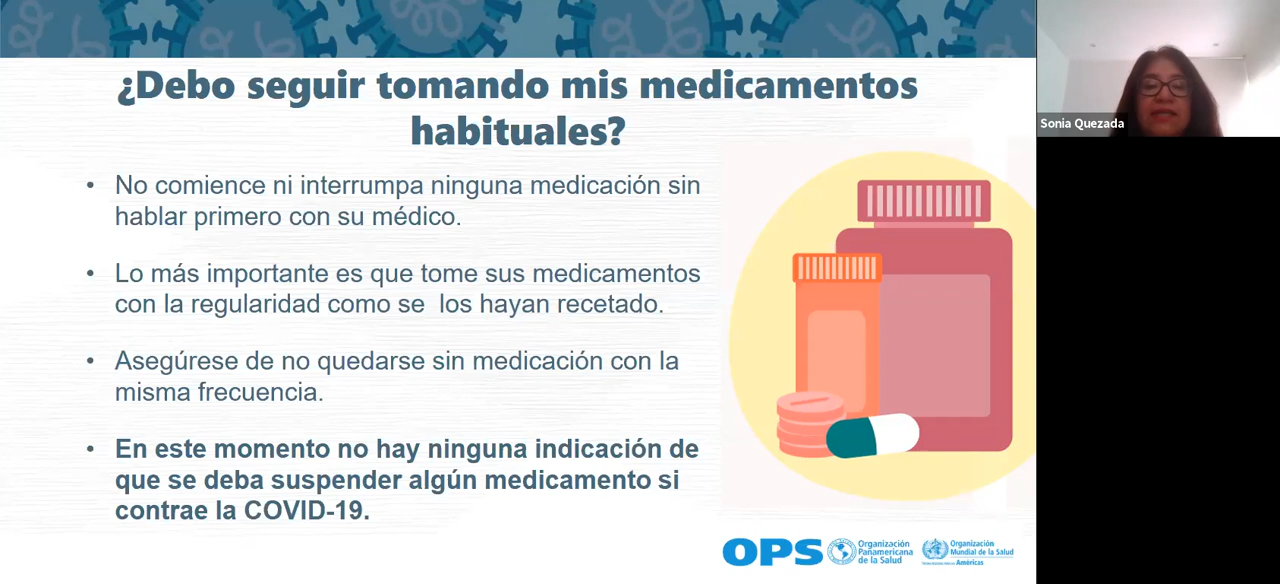 ¿Debo seguir tomando mis medicamentos
habituales?
• No comience ni interrumpa ninguna medicación sin
hablar primero con su médico.
• Lo más importante es que tome sus medicamentos
con la regularidad como se los hayan recetado.
• Asegúrese de no quedarse sin medicación con la
misma frecuencia.
• En este momento no hay ninguna indicación de
que se deba suspender algún medicamento si
contrae la COVID-19.
OPS
Organización
Panamericana
de la Salud
Organización
Mundial de la Salud
Américas
Sonia Quezada